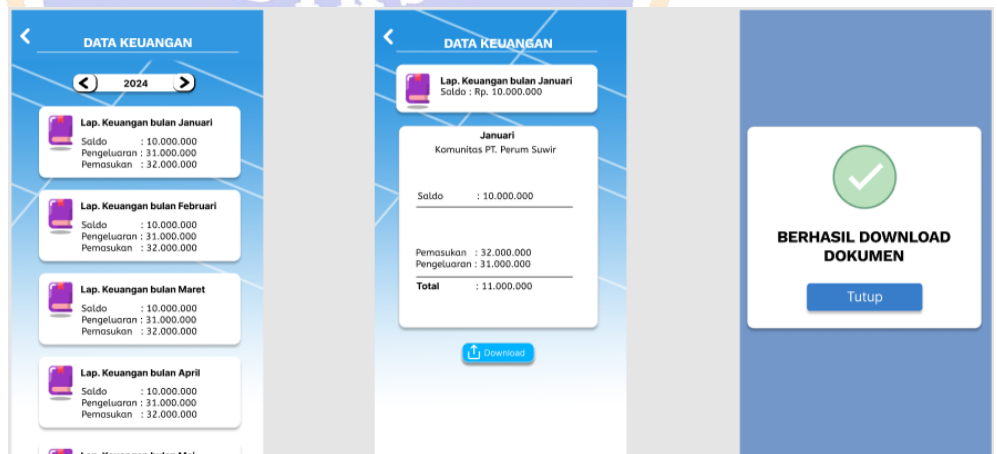 DATA KEUANGAN
2024
Lap. Keuangan bulan Januari
Saldo : 10.000.000
Pengeluaran : 31.000.000
Pemasukan : 32.000.000
Lap. Keuangan bulan Februari
Saldo : 10.000.000
Pengeluaran : 31.000.000
Pemasukan : 32.000.000
Lap. Keuangan bulan Maret
Saldo : 10.000.000
Pengeluaran : 31.000.000
Pemasukan : 32.000.000
Lap. Keuangan bulan April
Saldo : 10.000.000
Pengeluaran : 31.000.000
Pemasukan : 32.000.000
DATA KEUANGAN
Lap. Keuangan bulan Januari
Saldo : Rp. 10.000.000
Januari
Komunitas PT. Perum Suwir
Saldo : 10.000.000
Pemasukan : 32.000.000
Pengeluaran : 31.000.000
Total : 11.000.000
Download
BERHASIL DOWNLOAD
DOKUMEN
Tutup